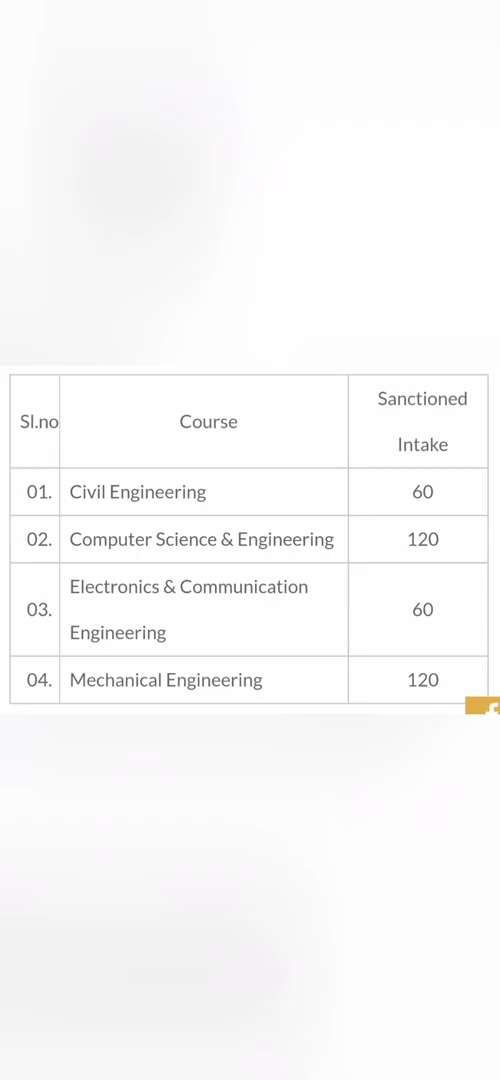 Sl.no Course Sanctioned
Intake
01. Civil Engineering 60
02. Computer Science & Engineering 120
03. Electronics & Communication
Engineering 60
04. Mechanical Engineering 120
f